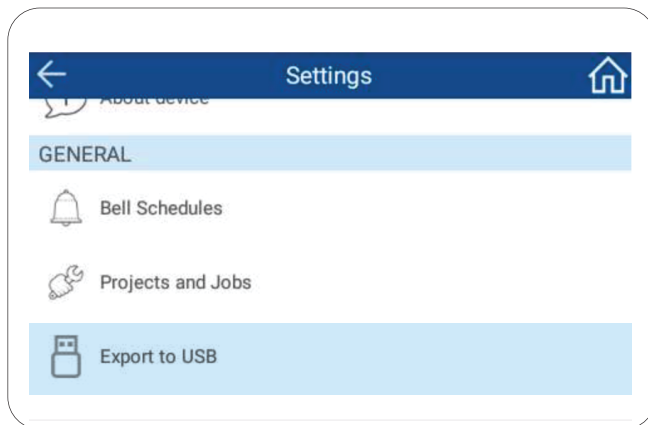 Settings
About device
GENERAL
Bell Schedules
Projects and Jobs
Export to USB